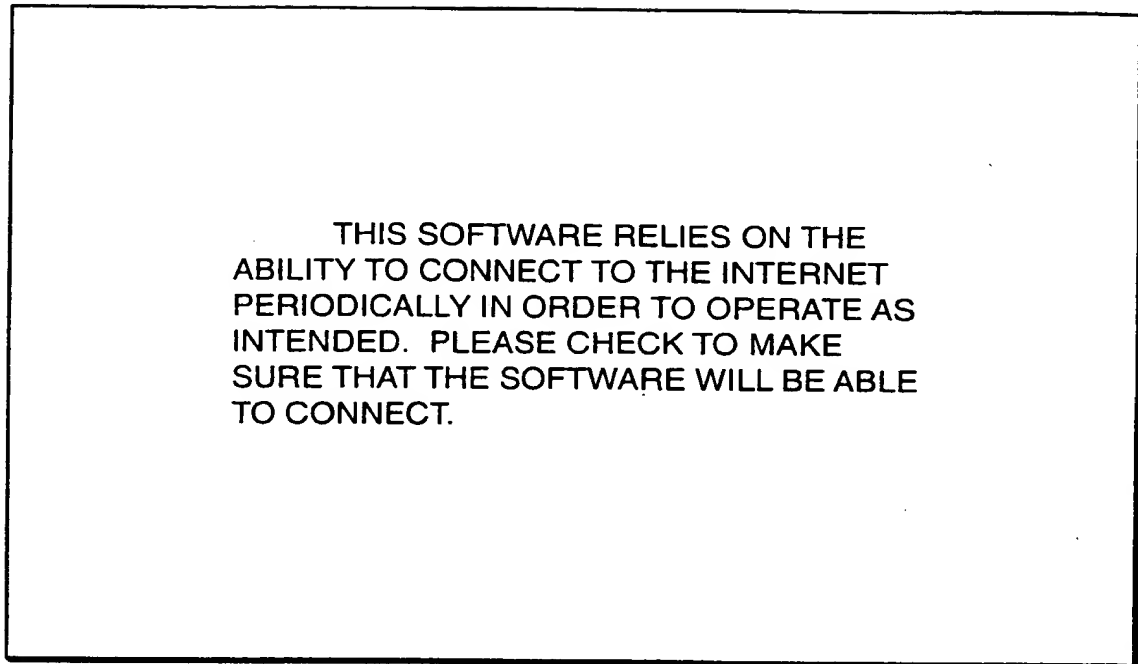 THIS SOFTWARE RELIES ON THE
ABILITY TO CONNECT TO THE INTERNET
PERIODICALLY IN ORDER TO OPERATE AS
INTENDED. PLEASE CHECK TO MAKE
SURE THAT THE SOFTWARE WILL BE ABLE
TO CONNECT.